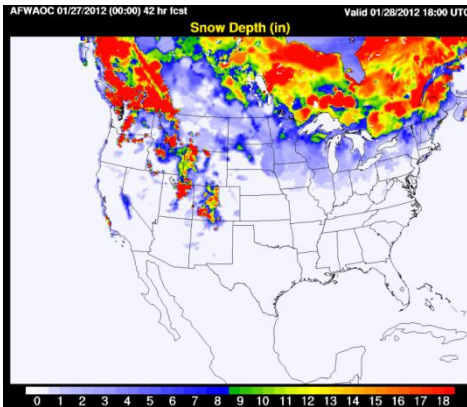 AFWAOC 01/27/2012 (00:00) 42 hr fcst
Valid 01/28/2012 18:00 UTC
Snow Depth (in)
0 1 2 3 4 5 6 7 8 9 10 11 12 13 14 15 16 17 18